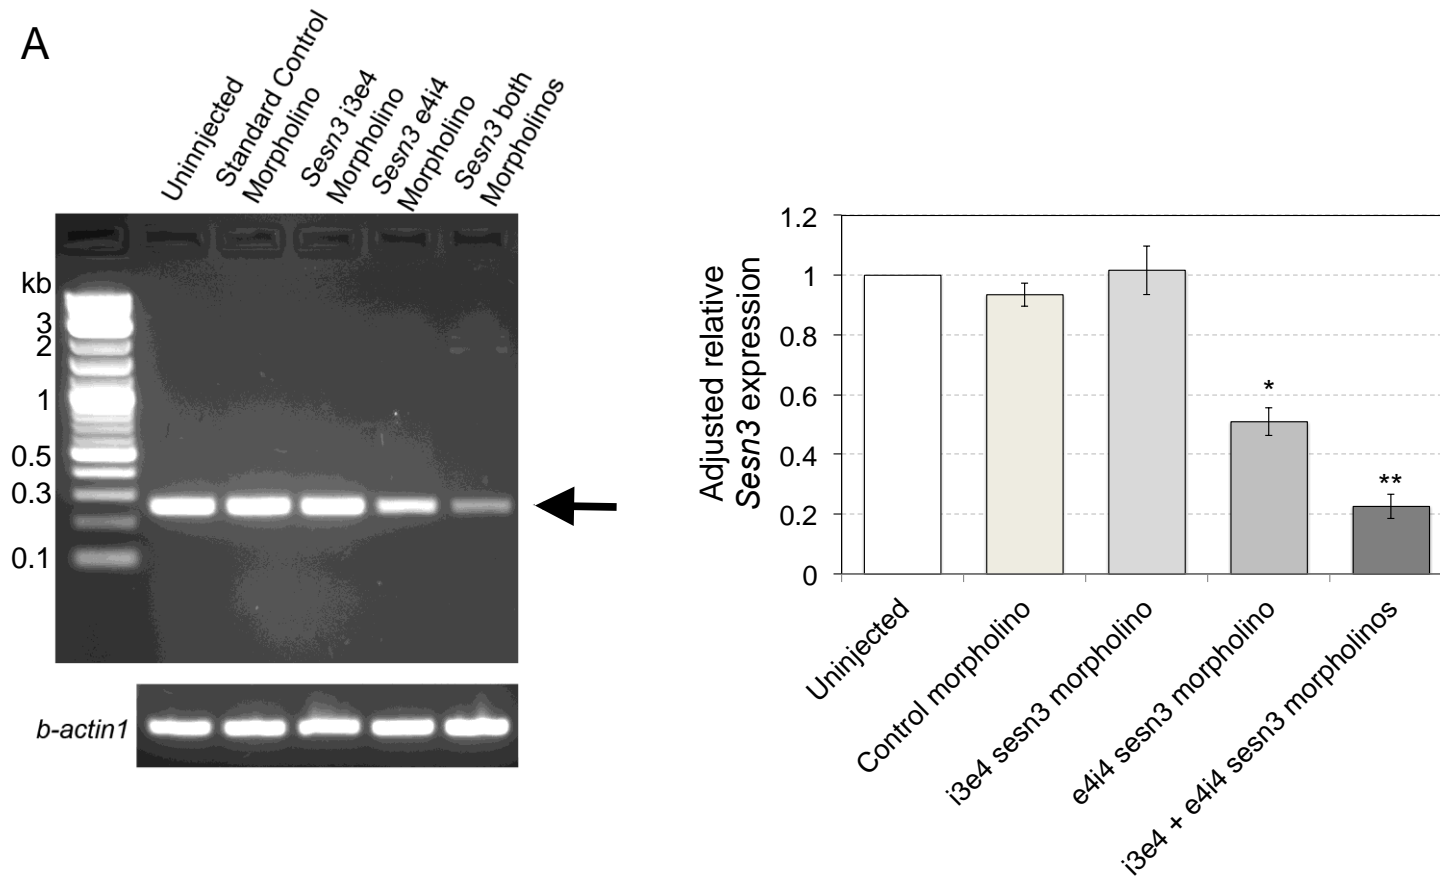 A
Uninnjected
Standard Control
Morpholino
Sesn3 i3e4
Morpholino
Sesn3 e4i4
Morpholino
Sesn3 both
Morpholinos
kb
3
2
1
0.5
0.3
0.1
b-actin1
Adjusted relative
Sesn3 expression
1.2
1
0.8
0.6
0.4
0.2
0
*
**
Uninjected
Control morpholino
i3e4 sesn3 morpholino
e4i4 sesn3 morpholino
i3e4 + e4i4 sesn3 morpholinos